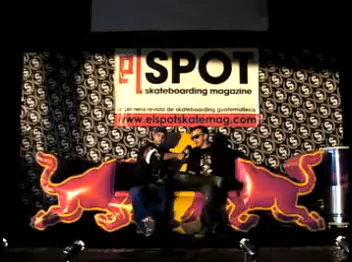 el SPOT
skateboarding magazine
la primera revista de skateboarding guatemalteca
www.elspotskatemag.com